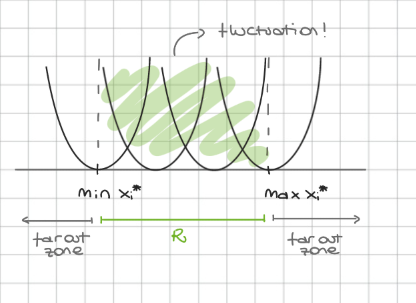 fluctuation!
min xi*
max xi*
R
far out
zone
far out
zone